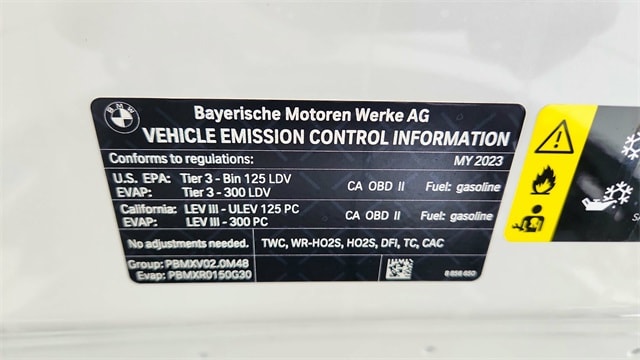 BMW
Bayerische Motoren Werke AG
VEHICLE EMISSION CONTROL INFORMATION
Conforms to regulations: MY 2023
U.S. EPA: Tier 3 - Bin 125 LDV
EVAP: Tier 3 - 300 LDV CA OBD II Fuel: gasoline
California: LEV III - ULEV 125 PC
EVAP: LEV III - 300 PC CA OBD II Fuel: gasoline
No adjustments needed. TWC, WR-HO2S, HO2S, DFI, TC, CAC
Group: PBMXV02.0M48
Evap: PBMXR0150G30